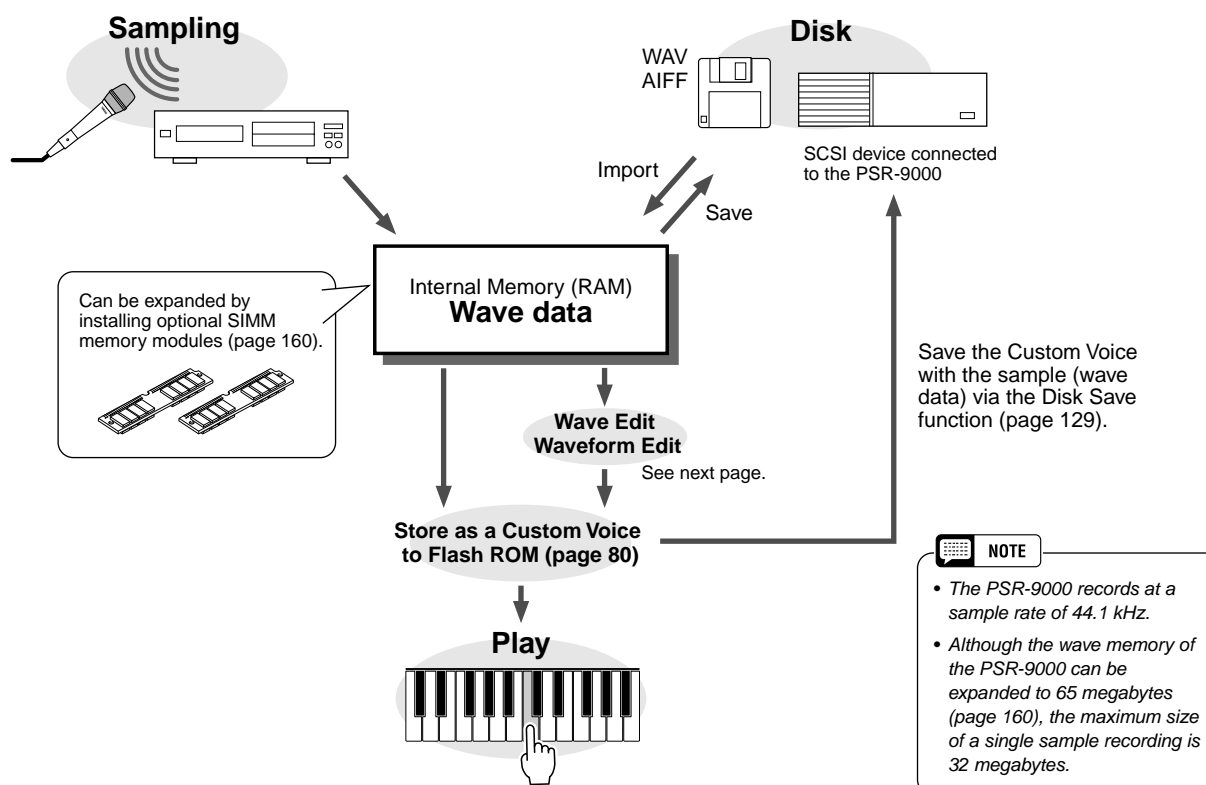 Sampling
Disk
WAV
AIFF
SCSI device connected
to the PSR-9000
Import
Save
Internal Memory (RAM)
Wave data
Can be expanded by
installing optional SIMM
memory modules (page 160).
Wave Edit
Waveform Edit
See next page.
Save the Custom Voice
with the sample (wave
data) via the Disk Save
function (page 129).
Store as a Custom Voice
to Flash ROM (page 80)
Play
NOTE
• The PSR-9000 records at a
sample rate of 44.1 kHz.
• Although the wave memory of
the PSR-9000 can be
expanded to 65 megabytes
(page 160), the maximum size
of a single sample recording is
32 megabytes.